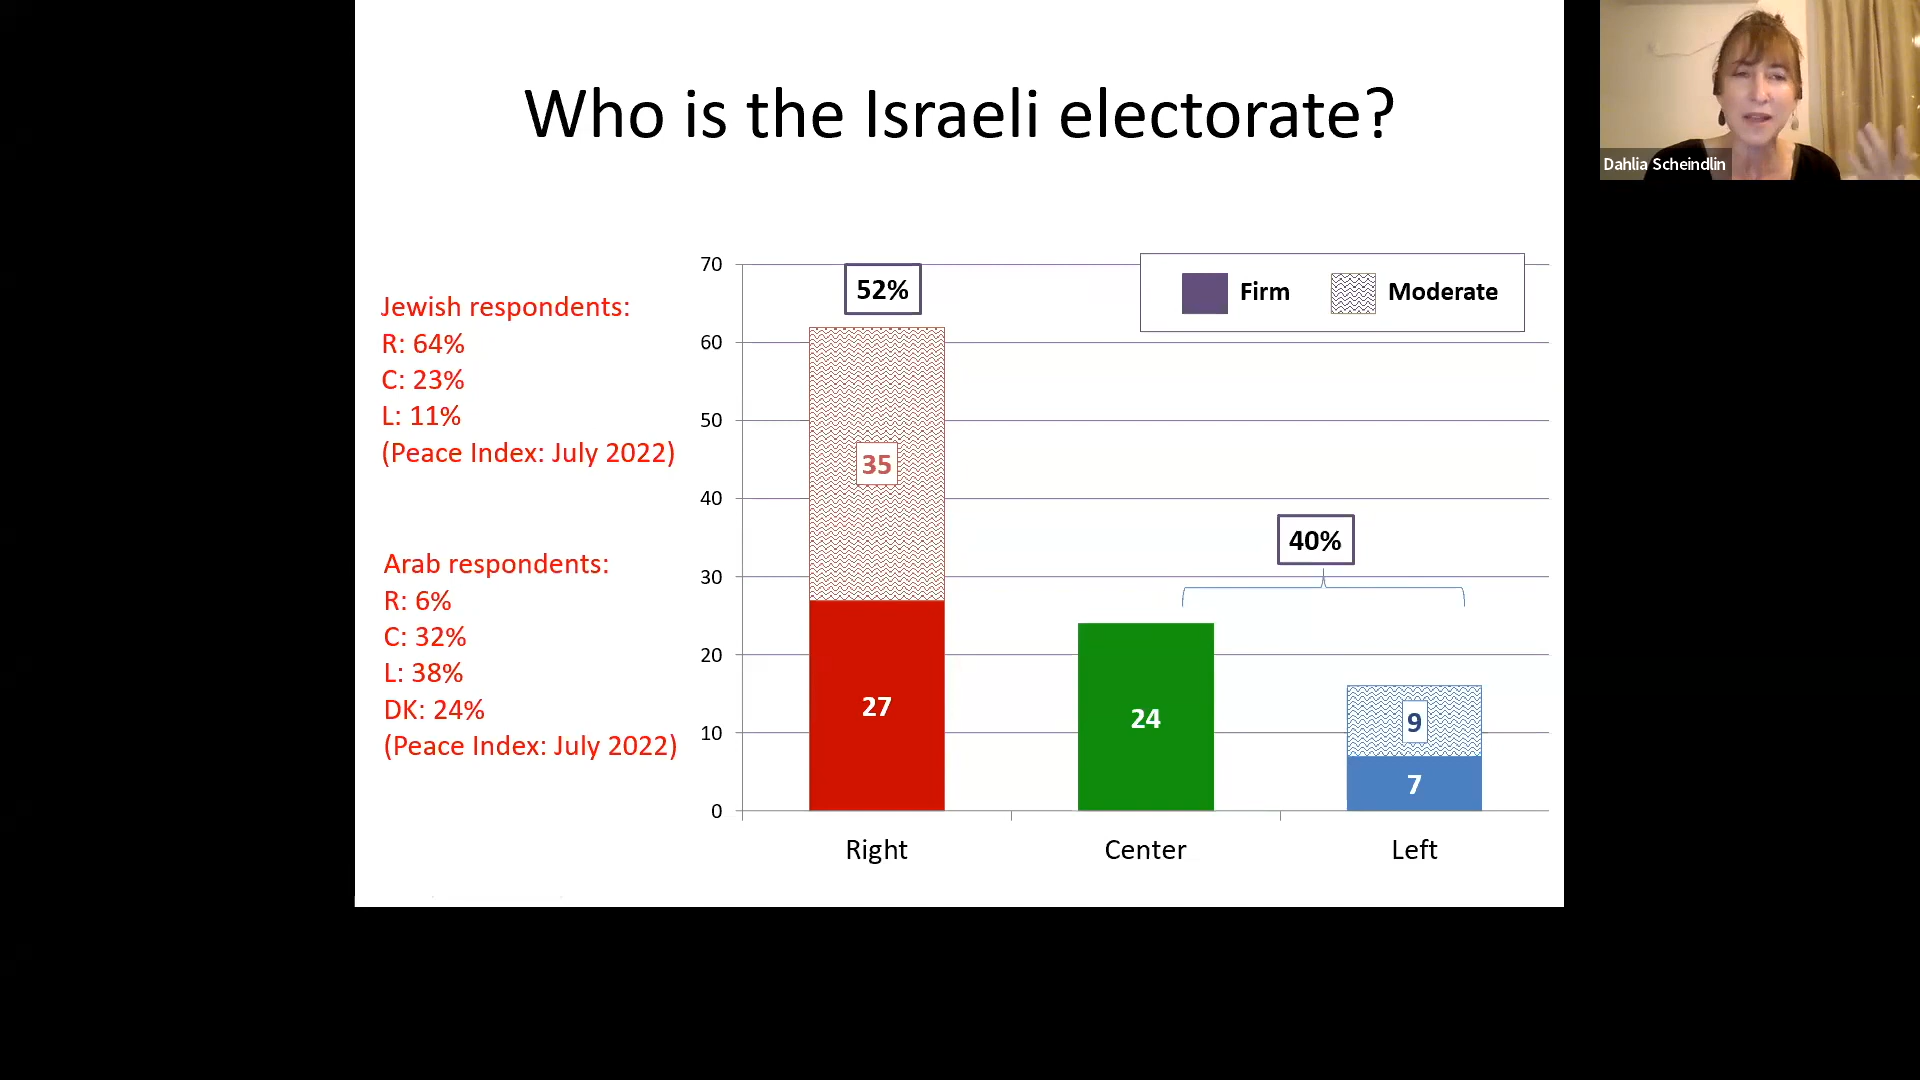 Who is the Israeli electorate?
Dahlia Scheindlin
Jewish respondents:
R: 64%
C: 23%
L: 11%
(Peace Index: July 2022)
Arab respondents:
R: 6%
C: 32%
L: 38%
DK: 24%
(Peace Index: July 2022)
70
60
50
40
30
20
10
0
52%
Firm
Moderate
35
27
24
40%
9
7
Right
Center
Left